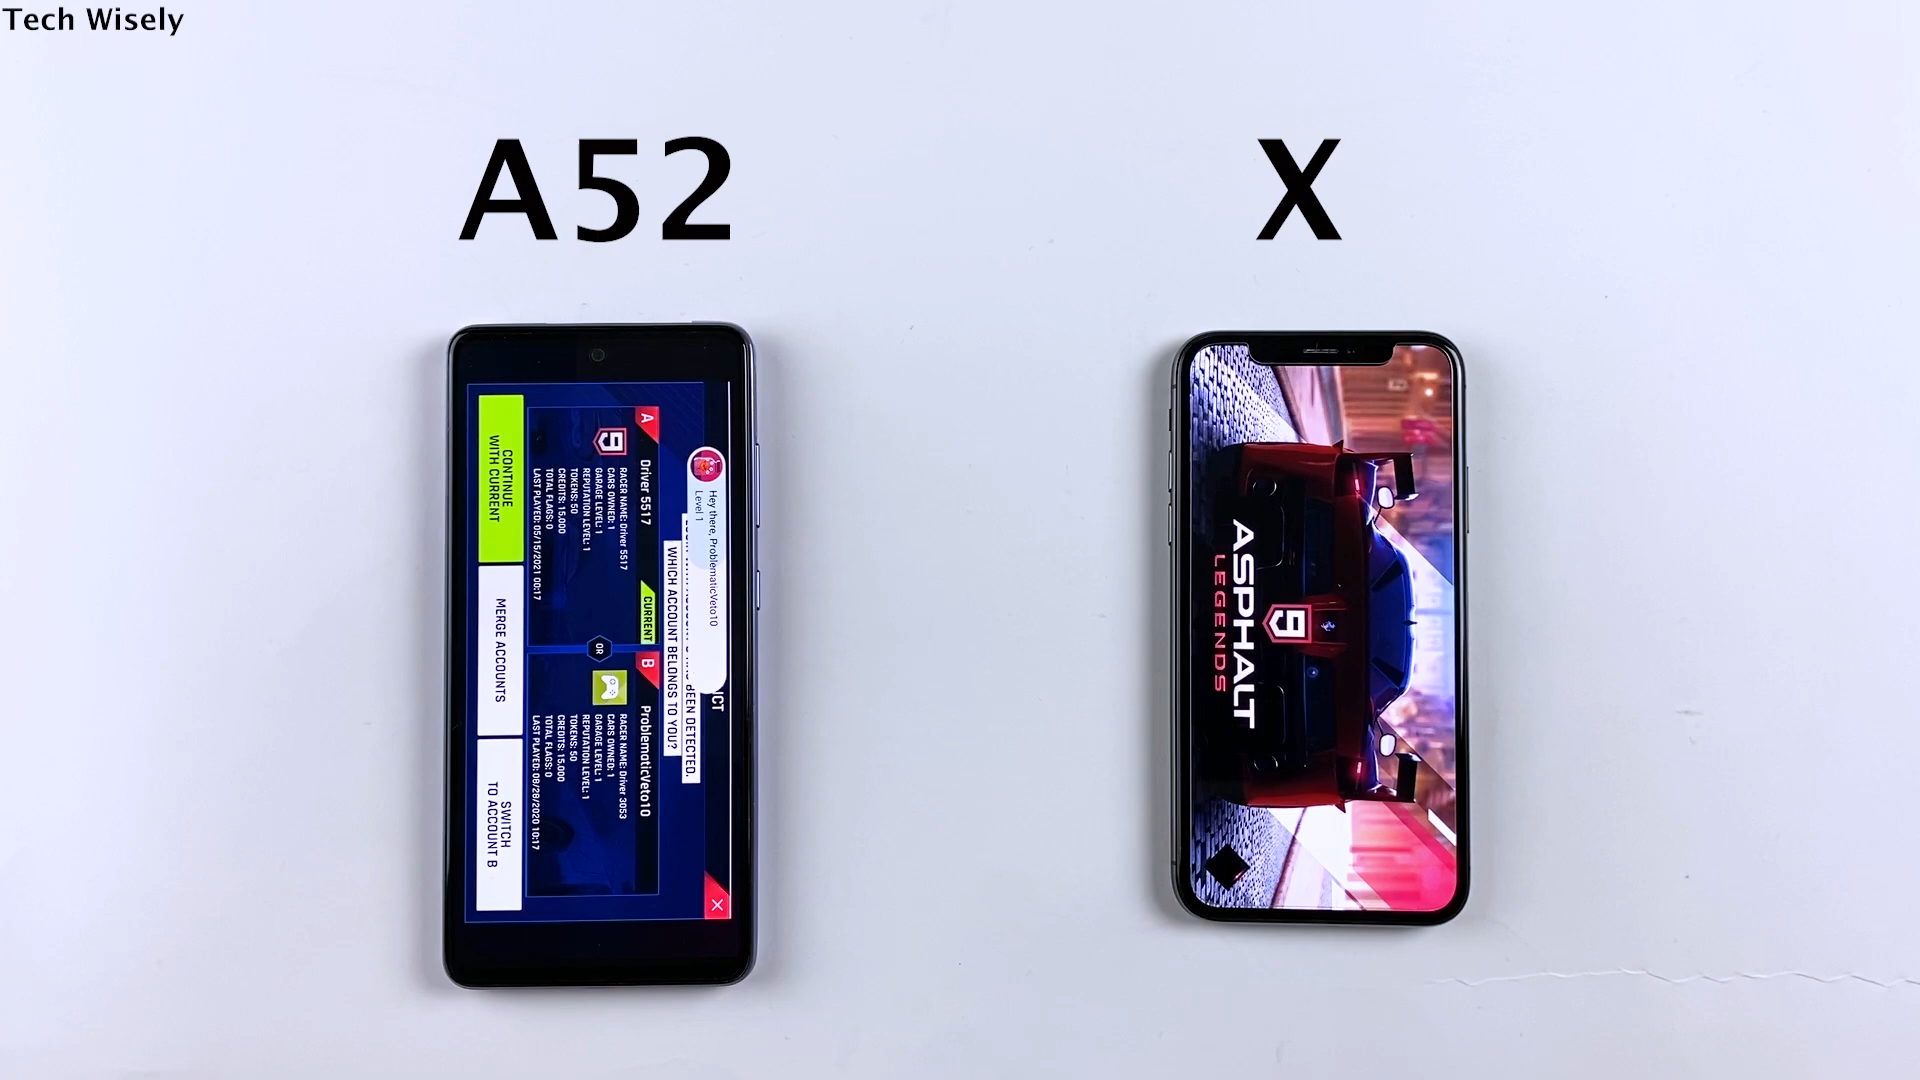 Tech Wisely
A52
X
Hey there, ProblematicVeto10
Level 1
BEEN DETECTED.
WHICH ACCOUNT BELONGS TO YOU?
A
Driver 5517
CURRENT
9
RACER NAME: Driver 5517
CARS OWNED: 1
GARAGE LEVEL: 1
REPUTATION LEVEL: 1
TOKENS: 50
CREDITS: 15,000
TOTAL FLAGS: 0
LAST PLAYED: 05/15/2021 00:17
OR
B
ProblematicVeto10
RACER NAME: Driver 3053
CARS OWNED: 1
GARAGE LEVEL: 1
REPUTATION LEVEL: 1
TOKENS: 50
CREDITS: 15,000
TOTAL FLAGS: 0
LAST PLAYED: 08/28/2020 10:17
CONTINUE
WITH CURRENT
MERGE ACCOUNTS
SWITCH
TO ACCOUNT B
X
9
ASPHALT
LEGENDS